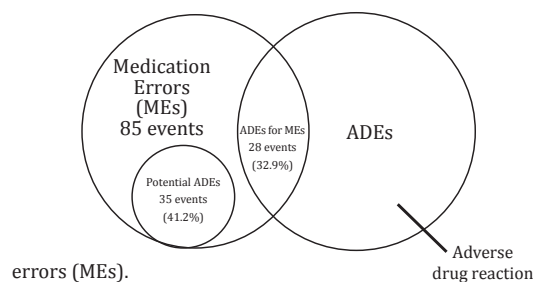 Medication
Errors
(MEs)
85 events
ADEs for MEs
28 events
(32.9%)
ADEs
Potential ADEs
35 events
(41.2%)
Adverse
drug reaction
errors (MEs).